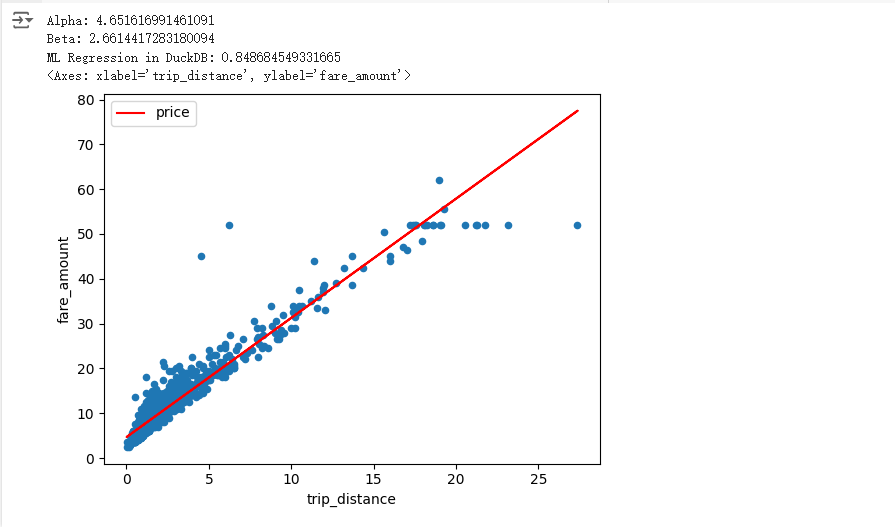 Alpha: 4.651616991461091
Beta: 2.6614417283180094
ML Regression in DuckDB: 0.848684549331665
<Axes: xlabel='trip_distance', ylabel='fare_amount'>
price
80
70
60
50
40
30
20
10
0
fare_amount
0 5 10 15 20 25
trip_distance